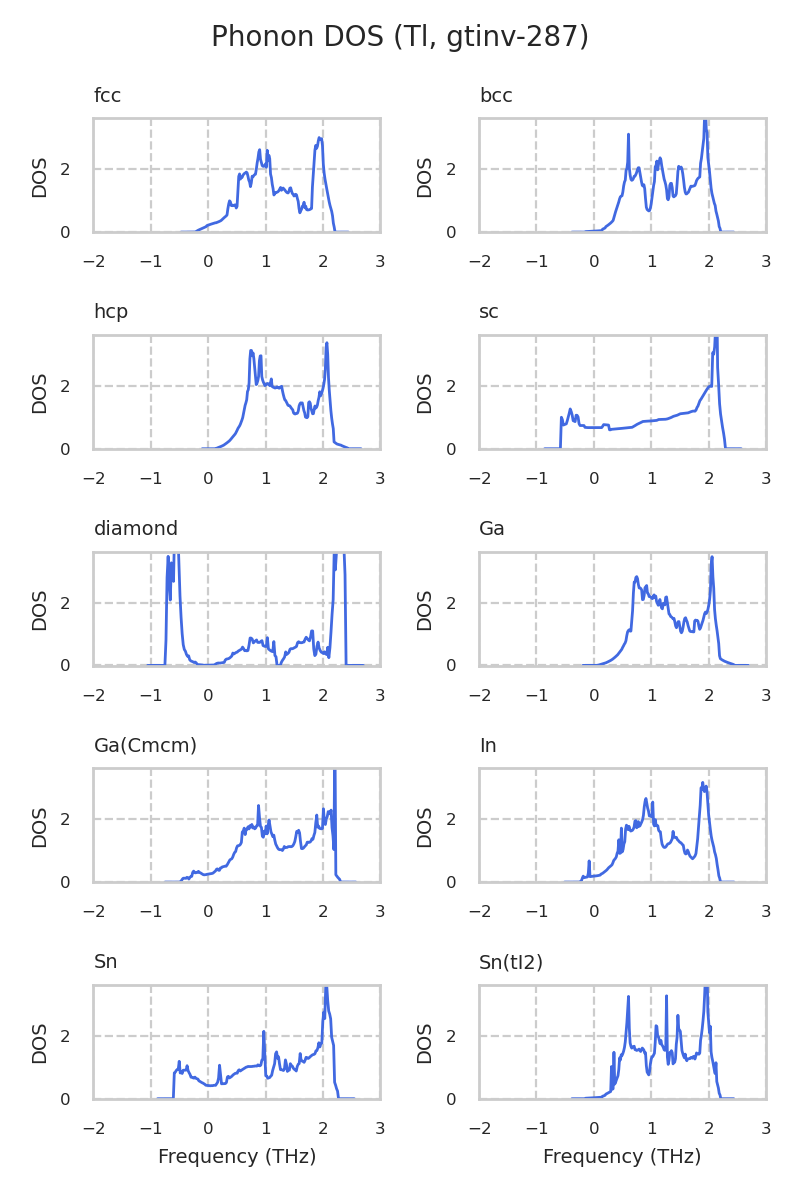 Phonon DOS (Tl, gtinv-287)
fcc
bcc
DOS
2
0
−2 −1 0 1 2 3
DOS
2
0
−2 −1 0 1 2 3
hcp
sc
DOS
2
0
−2 −1 0 1 2 3
DOS
2
0
−2 −1 0 1 2 3
diamond
Ga
DOS
2
0
−2 −1 0 1 2 3
DOS
2
0
−2 −1 0 1 2 3
Ga(Cmcm)
In
DOS
2
0
−2 −1 0 1 2 3
DOS
2
0
−2 −1 0 1 2 3
Sn
Sn(tI2)
DOS
2
0
−2 −1 0 1 2 3
Frequency (THz)
DOS
2
0
−2 −1 0 1 2 3
Frequency (THz)